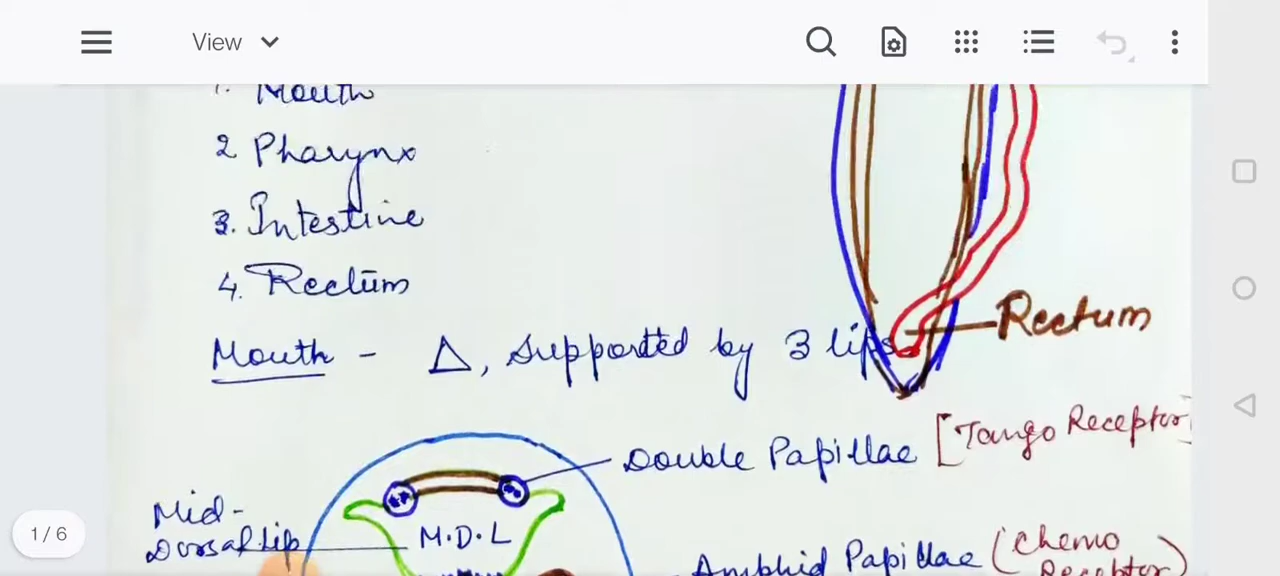 View
1. Mouth
2 Pharynx
3. Intestine
4. Rectum
Rectum
Mouth - Δ, supported by 3 lips
Double Papillae [Tango Receptor]
Mid-
Dorsal lip
M.D.L
Amphid Papillae (Chemo
Receptor)
1 / 6